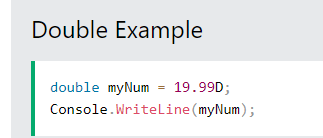 Double Example
double myNum = 19.99D;
Console.WriteLine(myNum);